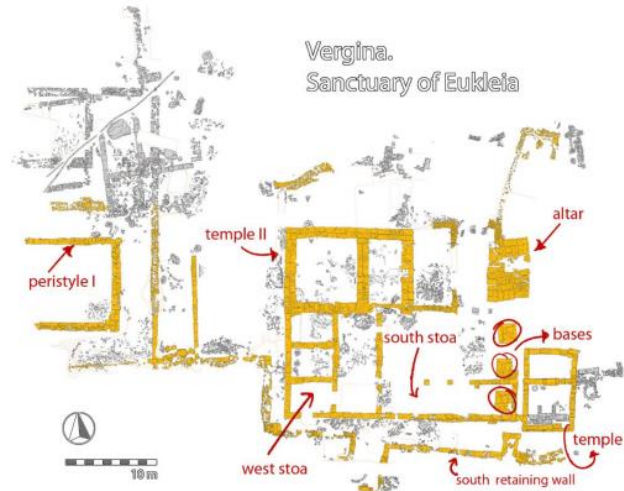 Vergina.
Sanctuary of Eukleia
altar
temple II
peristyle I
south stoa
bases
temple
west stoa
south retaining wall
10 m